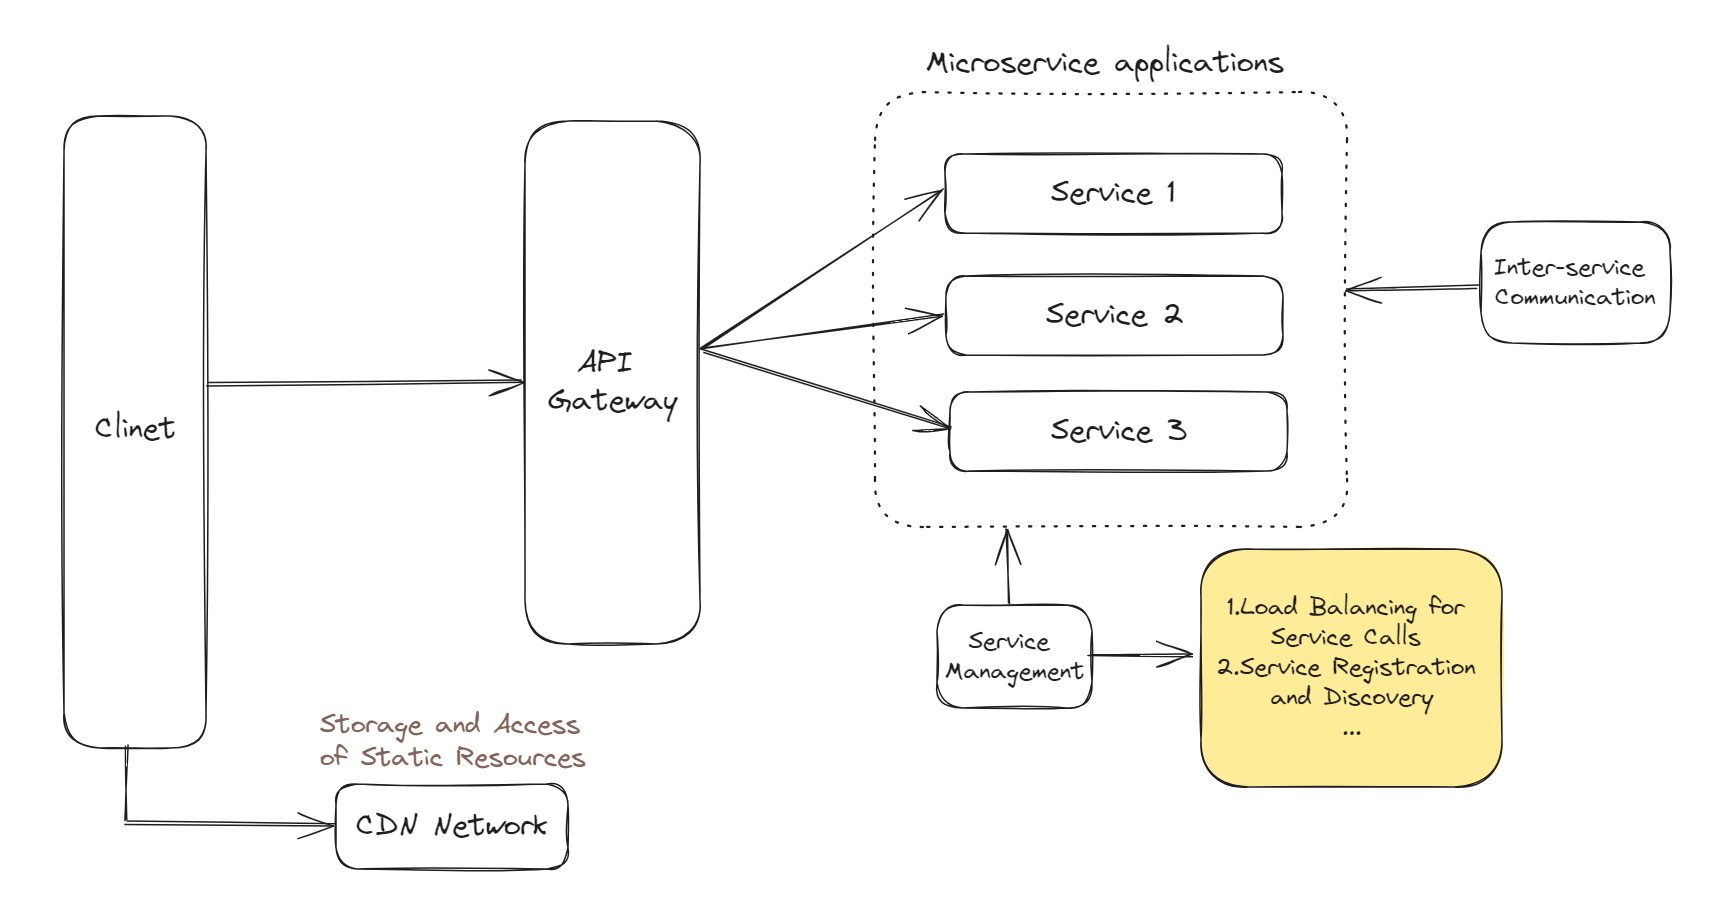 Microservice applications
Service 1
Service 2
Service 3
Inter-service
Communication
API
Gateway
Clinet
Service
Management
1.Load Balancing for
Service Calls
2.Service Registration
and Discovery
...
Storage and Access
of Static Resources
CDN Network